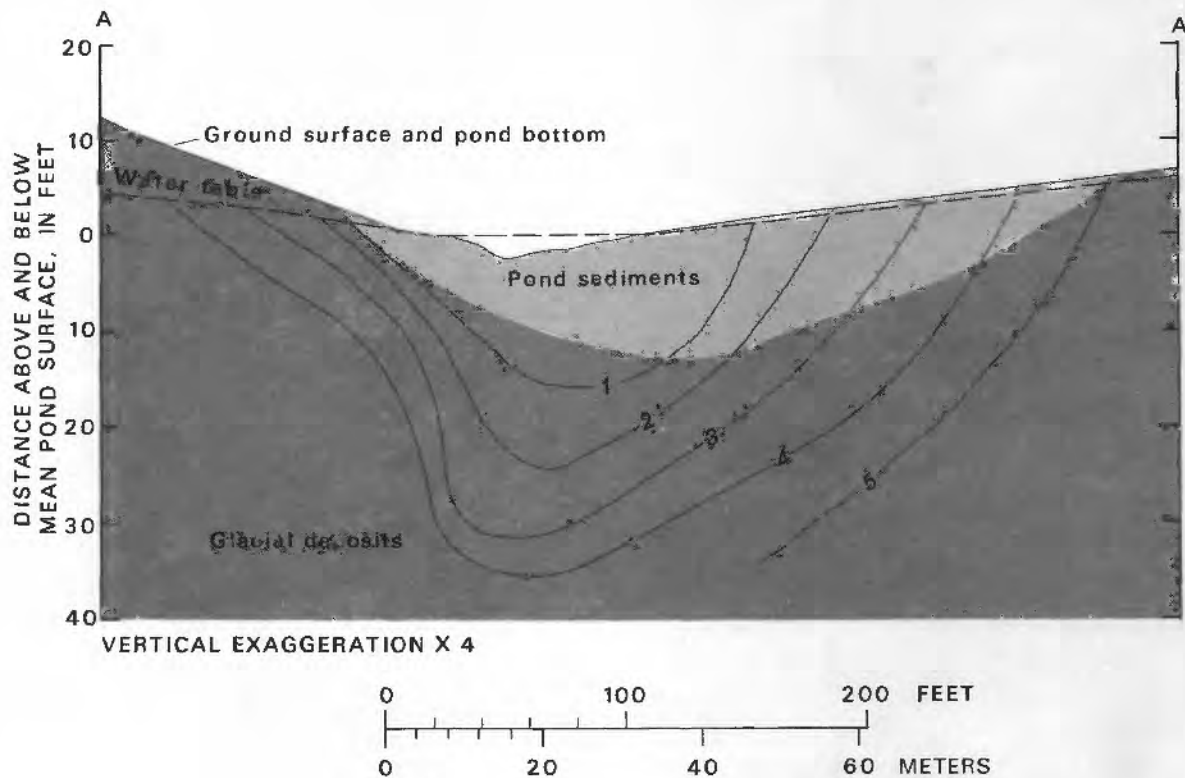 A A
20
10
0
10
20
30
40
DISTANCE ABOVE AND BELOW
MEAN POND SURFACE, IN FEET
Ground surface and pond bottom
Water table
Pond sediments
1
2
3
4
5
Glacial deposits
VERTICAL EXAGGERATION X 4
0 100 200 FEET
0 20 40 60 METERS